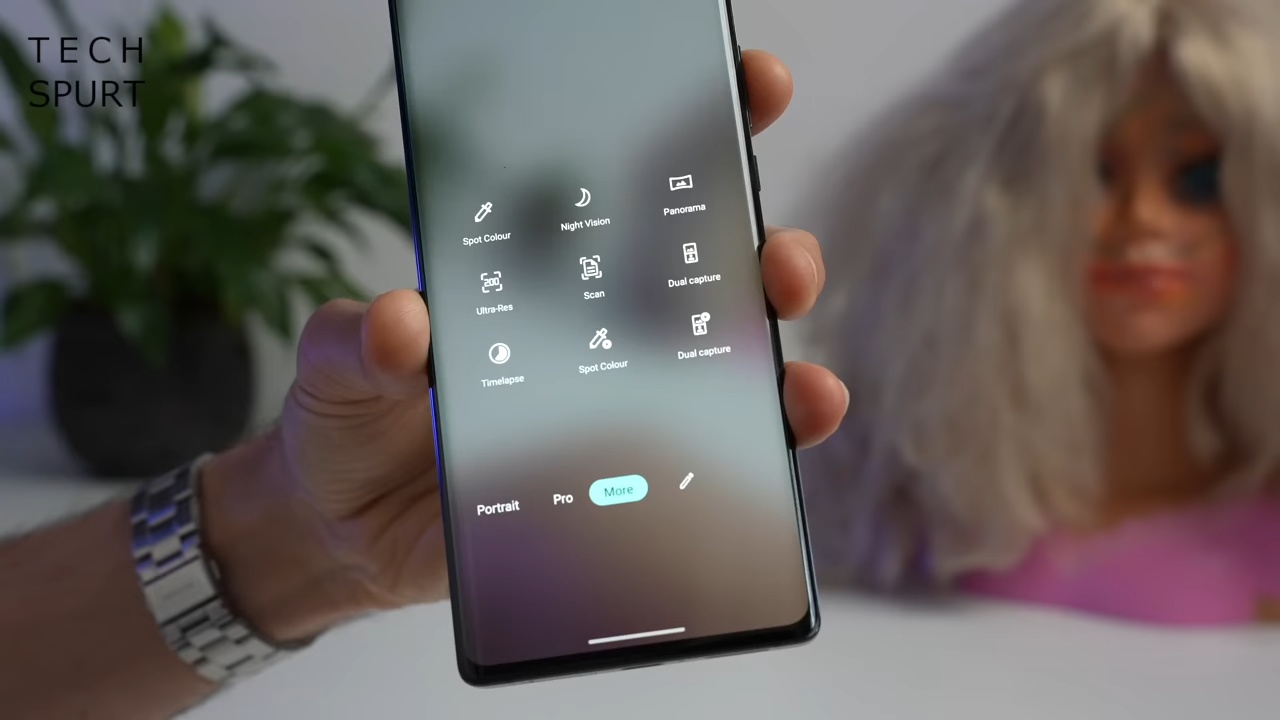 TECH
SPURT
Spot Colour
Night Vision
Panorama
200
Ultra-Res
Scan
Dual capture
Timelapse
Spot Colour
Dual capture
Portrait
Pro
More